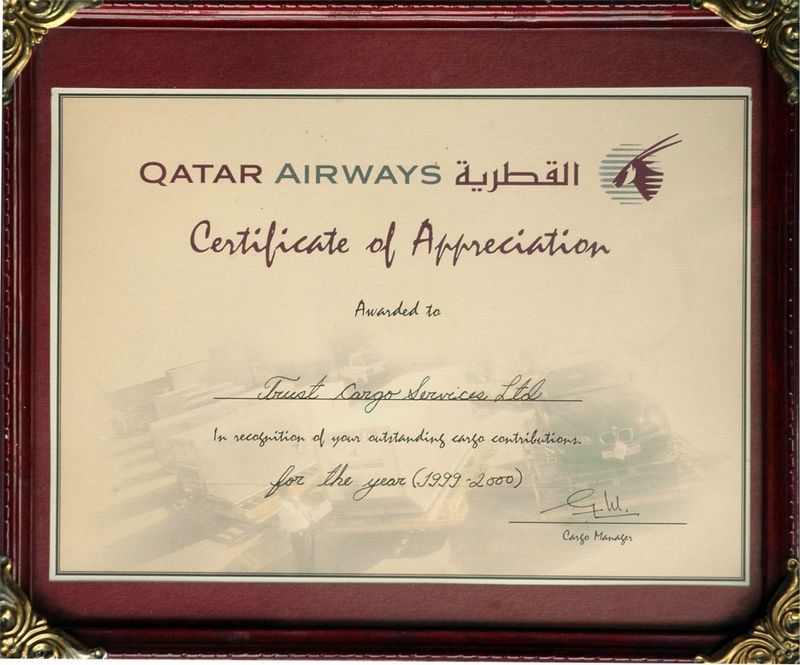 QATAR AIRWAYS القطرية
Certificate of Appreciation
Awarded to
Trust Cargo Services Ltd
In recognition of your outstanding cargo contributions.
for the year (1999-2000)
Cargo Manager